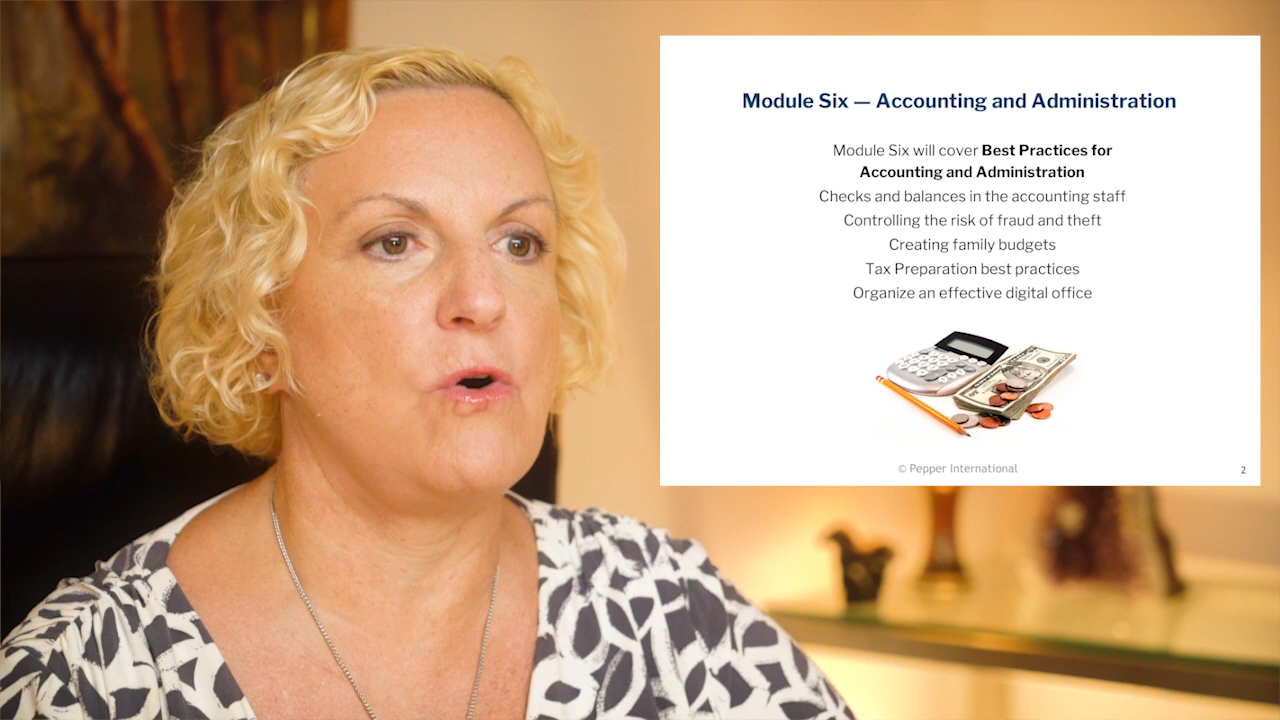 Module Six — Accounting and Administration
Module Six will cover Best Practices for
Accounting and Administration
Checks and balances in the accounting staff
Controlling the risk of fraud and theft
Creating family budgets
Tax Preparation best practices
Organize an effective digital office
© Pepper International
2